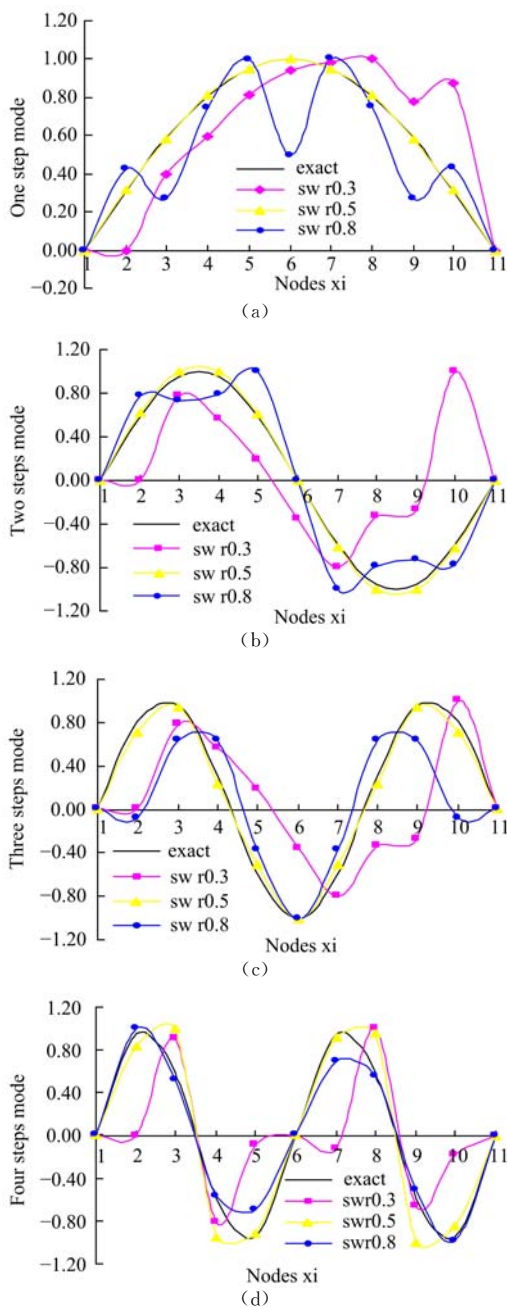 1.20
1.00
0.80
0.60
0.40
0.20
0.00
−0.20
One step mode
exact
sw r0.3
sw r0.5
sw r0.8
1 2 3 4 5 6 7 8 9 10 11
Nodes xi
(a)
1.20
0.80
0.40
0.00
−0.40
−0.80
−1.20
Two steps mode
1 2 3 4 5 6 7 8 9 10 11
exact
sw r0.3
sw r0.5
sw r0.8
Nodes xi
(b)
1.20
0.80
0.40
0.00
−0.40
−0.80
−1.20
Three steps mode
1 2 3 4 5 6 7 8 9 10 11
exact
sw r0.3
sw r0.5
sw r0.8
Nodes xi
(c)
1.20
0.80
0.40
0.00
−0.40
−0.80
−1.20
Four steps mode
1 2 3 4 5 6 7 8 9 10 11
exact
swr0.3
swr0.5
swr0.8
Nodes xi
(d)